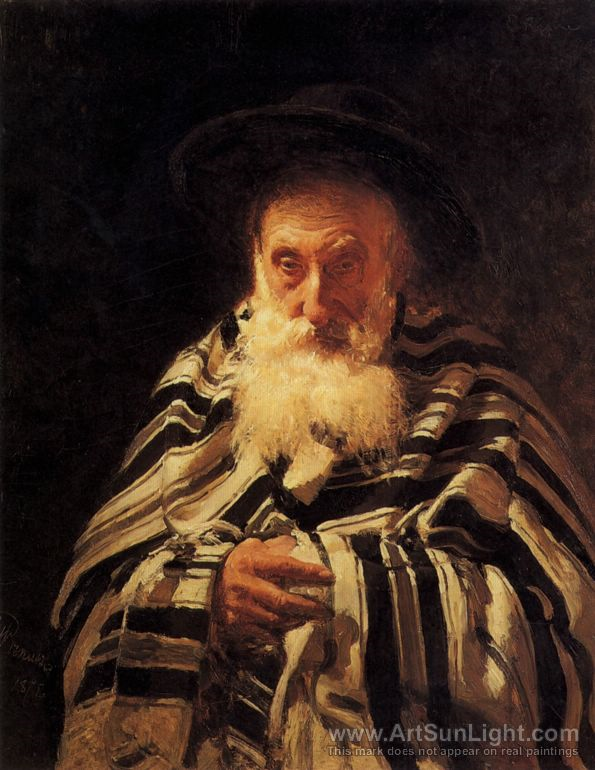 www.ArtSunLight.com
This mark does not appear on real paintings